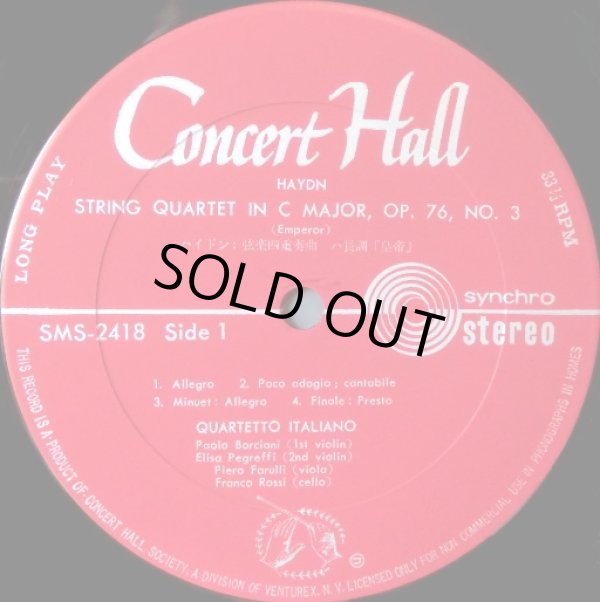 Concert Hall
LONG PLAY
33⅓ RPM
HAYDN
STRING QUARTET IN C MAJOR, OP. 76, NO. 3
(Emperor)
ハイドン：弦楽四重奏曲 ハ長調「皇帝」
SOLD OUT
SMS-2418 Side 1
synchro
stereo
1. Allegro 2. Poco adagio; cantabile
3. Minuet: Allegro 4. Finale: Presto
QUARTETTO ITALIANO
Paolo Borciani (1st violin)
Elisa Pegreffi (2nd violin)
Piero Farulli (viola)
Franco Rossi (cello)
THIS RECORD IS A PRODUCT OF CONCERT HALL SOCIETY, A DIVISION OF VENTUREX, N. Y. LICENSED ONLY FOR NON COMMERCIAL USE IN PHONOGRAPHS IN HOMES